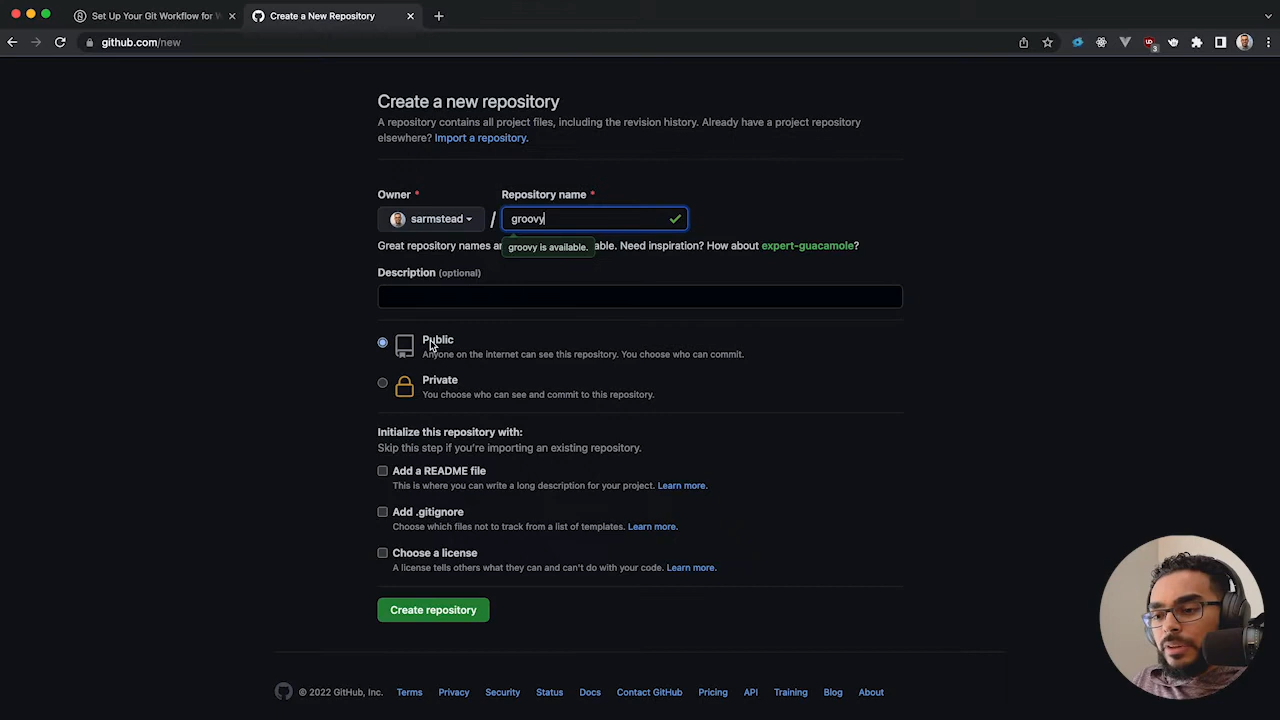 Set Up Your Git Workflow for W
Create a New Repository
github.com/new
3
Create a new repository
A repository contains all project files, including the revision history. Already have a project repository
elsewhere? Import a repository.
Owner *
Repository name *
sarmstead
/
groovy
Great repository names a
able. Need inspiration? How about expert-guacamole?
groovy is available.
Description (optional)
Public
Anyone on the internet can see this repository. You choose who can commit.
Private
You choose who can see and commit to this repository.
Initialize this repository with:
Skip this step if you're importing an existing repository.
Add a README file
This is where you can write a long description for your project. Learn more.
Add .gitignore
Choose which files not to track from a list of templates. Learn more.
Choose a license
A license tells others what they can and can't do with your code. Learn more.
Create repository
© 2022 GitHub, Inc. Terms Privacy Security Status Docs Contact GitHub Pricing API Training Blog About